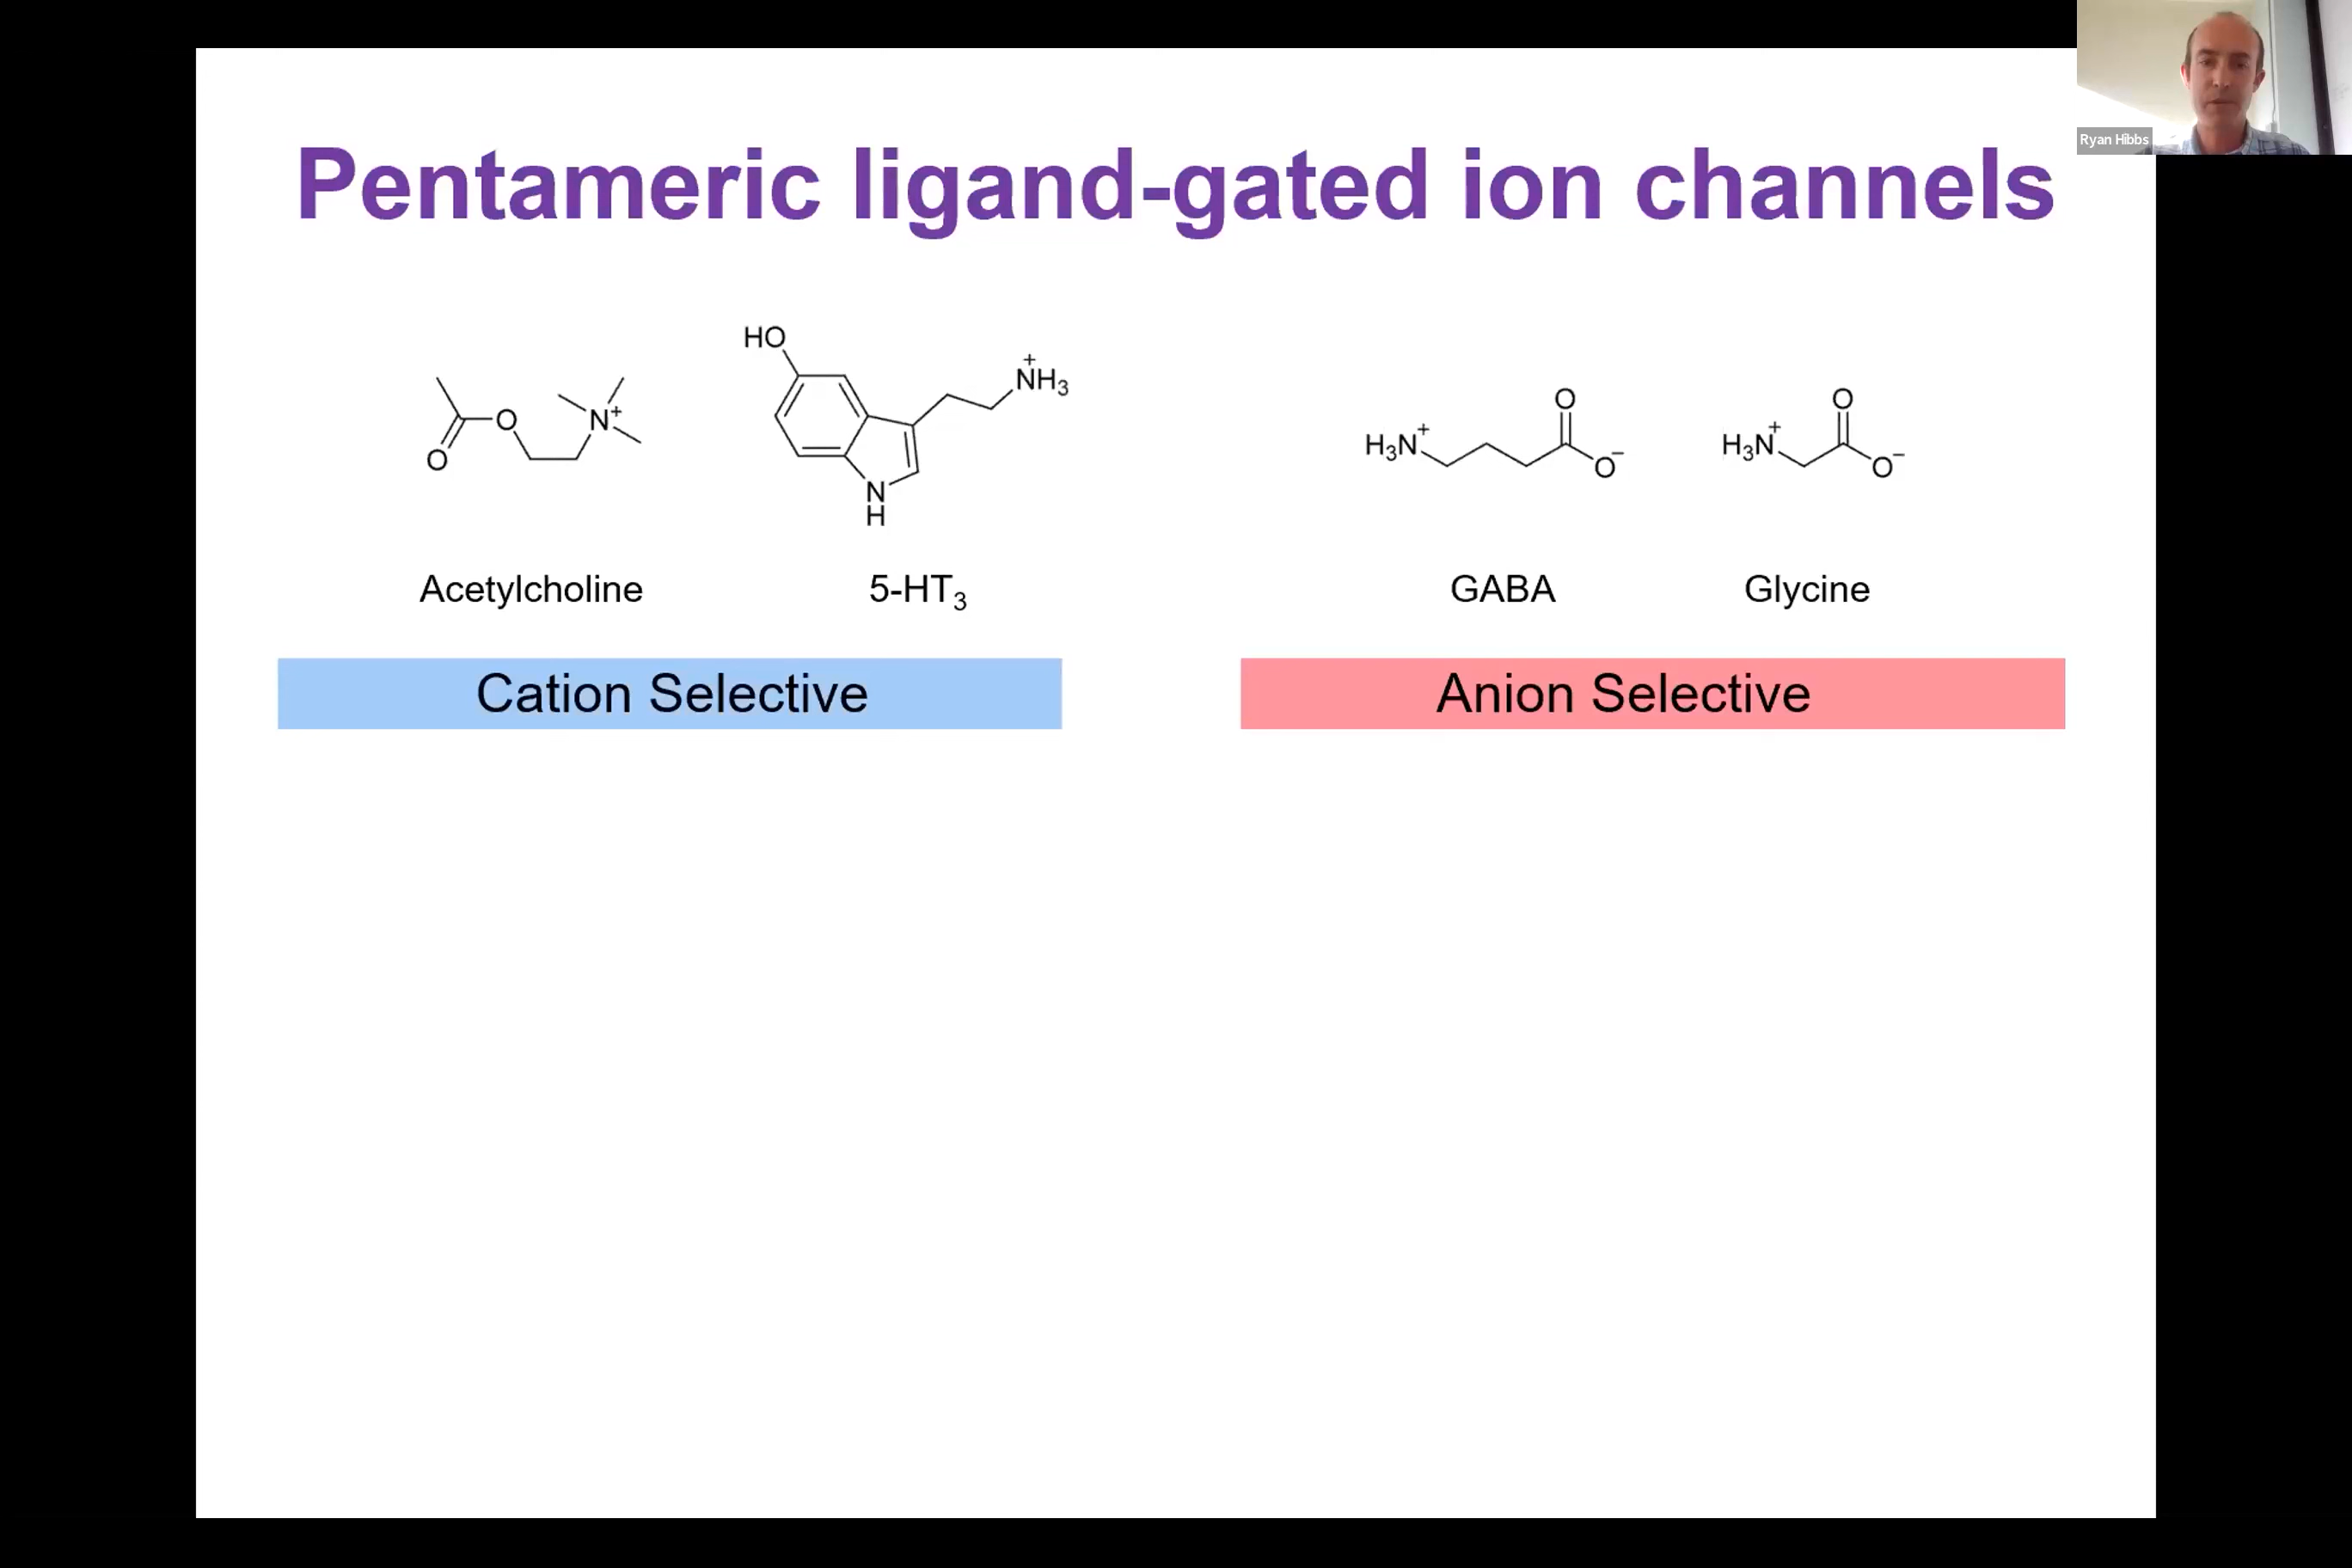 Ryan Hibbs
Pentameric ligand-gated ion channels
HO
+
NH3
N+
O
O
N
H
O
H3N+
O−
O
H3N+
O−
Acetylcholine
5-HT3
GABA
Glycine
Cation Selective
Anion Selective